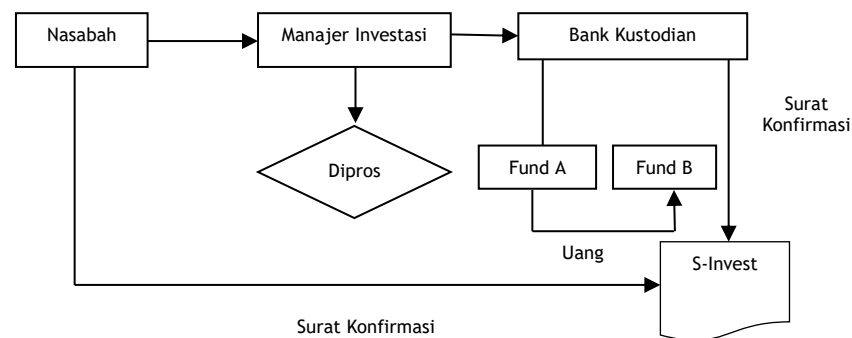 Nasabah
Manajer Investasi
Bank Kustodian
Surat
Konfirmasi
Dipros
Fund A
Fund B
Uang
S-Invest
Surat Konfirmasi